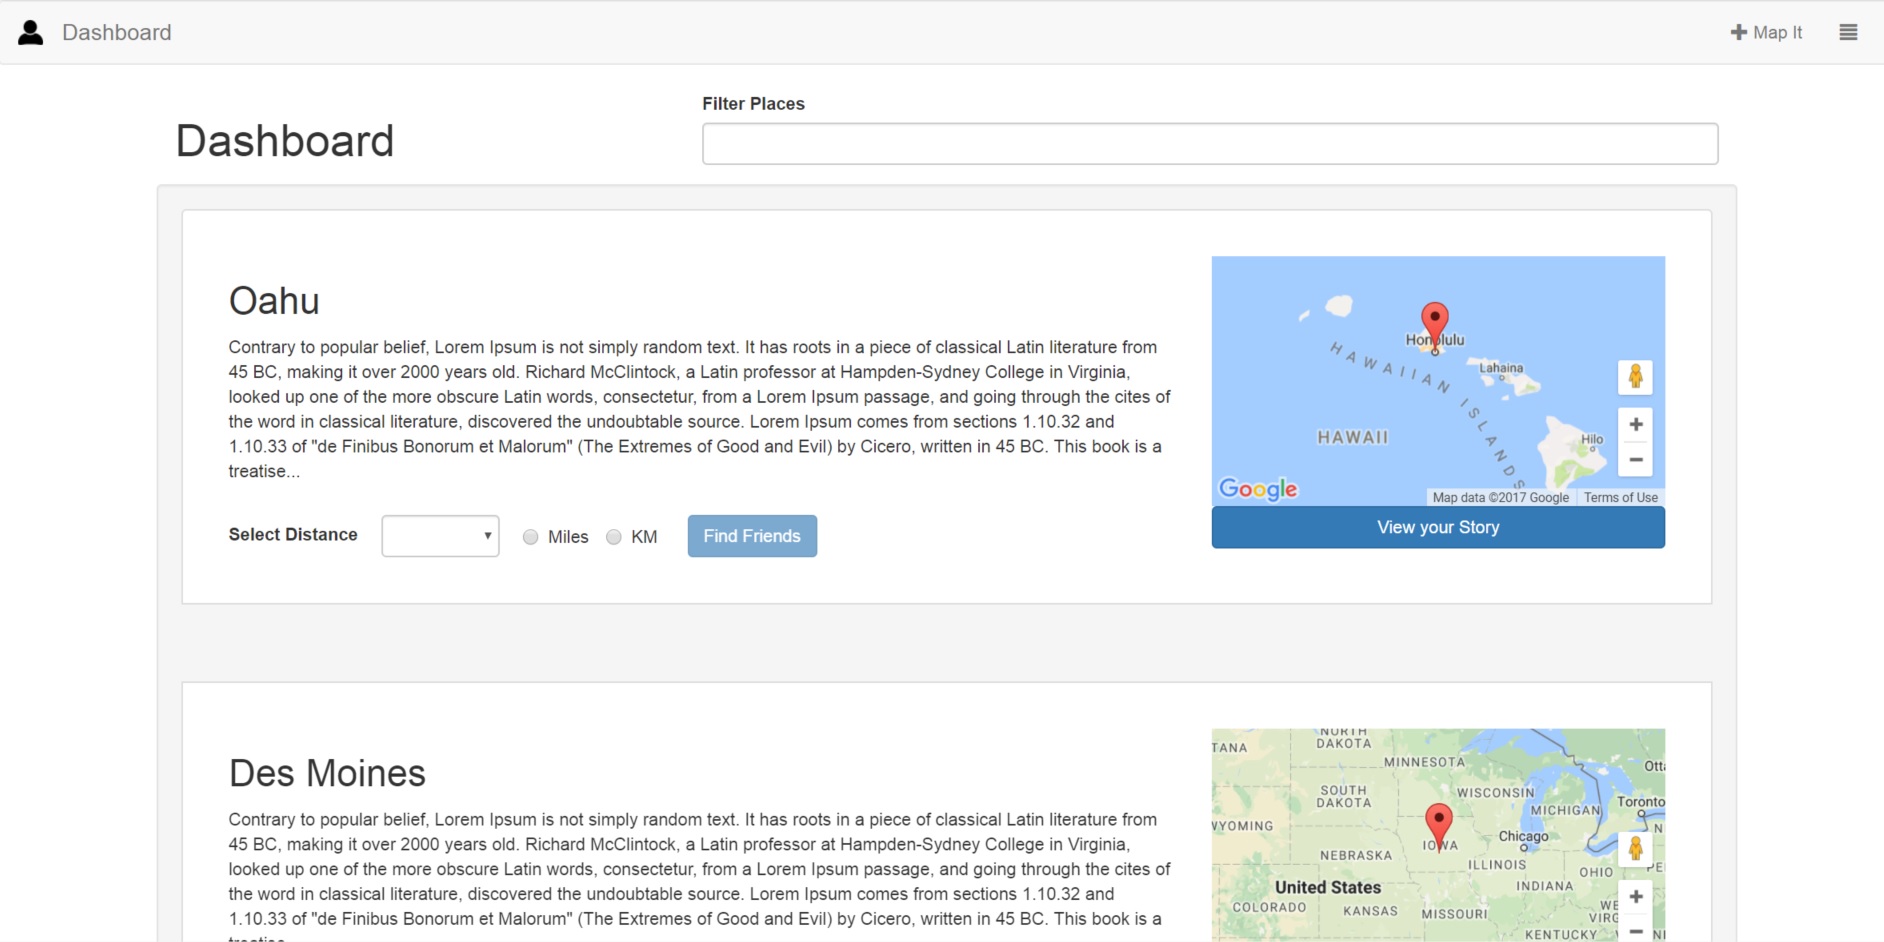 Dashboard
Map It
Filter Places
Dashboard
Oahu
Contrary to popular belief, Lorem Ipsum is not simply random text. It has roots in a piece of classical Latin literature from
45 BC, making it over 2000 years old. Richard McClintock, a Latin professor at Hampden-Sydney College in Virginia,
looked up one of the more obscure Latin words, consectetur, from a Lorem Ipsum passage, and going through the cites of
the word in classical literature, discovered the undoubtable source. Lorem Ipsum comes from sections 1.10.32 and
1.10.33 of "de Finibus Bonorum et Malorum" (The Extremes of Good and Evil) by Cicero, written in 45 BC. This book is a
treatise...
Select Distance
Miles
KM
Find Friends
Honolulu
Lahaina
HAWAIIAN ISLANDS
HAWAII
Hilo
Google
Map data ©2017 Google
Terms of Use
View your Story
Des Moines
Contrary to popular belief, Lorem Ipsum is not simply random text. It has roots in a piece of classical Latin literature from
45 BC, making it over 2000 years old. Richard McClintock, a Latin professor at Hampden-Sydney College in Virginia,
looked up one of the more obscure Latin words, consectetur, from a Lorem Ipsum passage, and going through the cites of
the word in classical literature, discovered the undoubtable source. Lorem Ipsum comes from sections 1.10.32 and
1.10.33 of "de Finibus Bonorum et Malorum" (The Extremes of Good and Evil) by Cicero, written in 45 BC. This book is a
TANA
NORTH
DAKOTA
MINNESOTA
Otta
SOUTH
DAKOTA
WISCONSIN
MICHIGAN
Toronto
WYOMING
Chicago
IOWA
NEBRASKA
ILLINOIS
OHIO
INDIANA
United States
COLORADO
KANSAS
MISSOURI
KENTUCKY